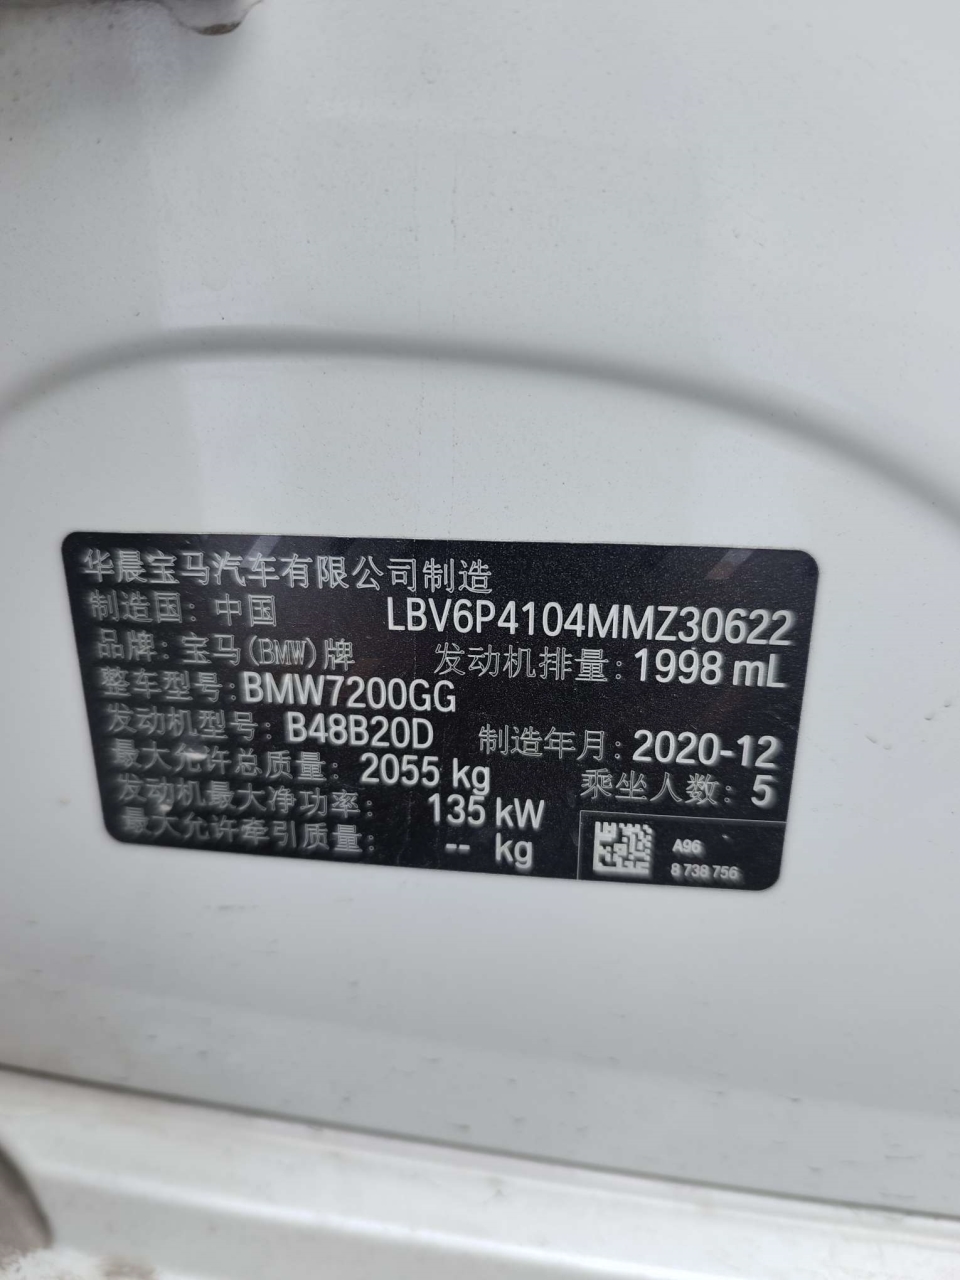 华晨宝马汽车有限公司制造
制造国: 中国 LBV6P4104MMZ30622
品牌: 宝马(BMW)牌 发动机排量: 1998 mL
整车型号: BMW7200GG
发动机型号: B48B20D 制造年月: 2020-12
最大允许总质量: 2055 kg 乘坐人数: 5
发动机最大净功率: 135 kW
最大允许牵引质量: -- kg
A96
8 738 756